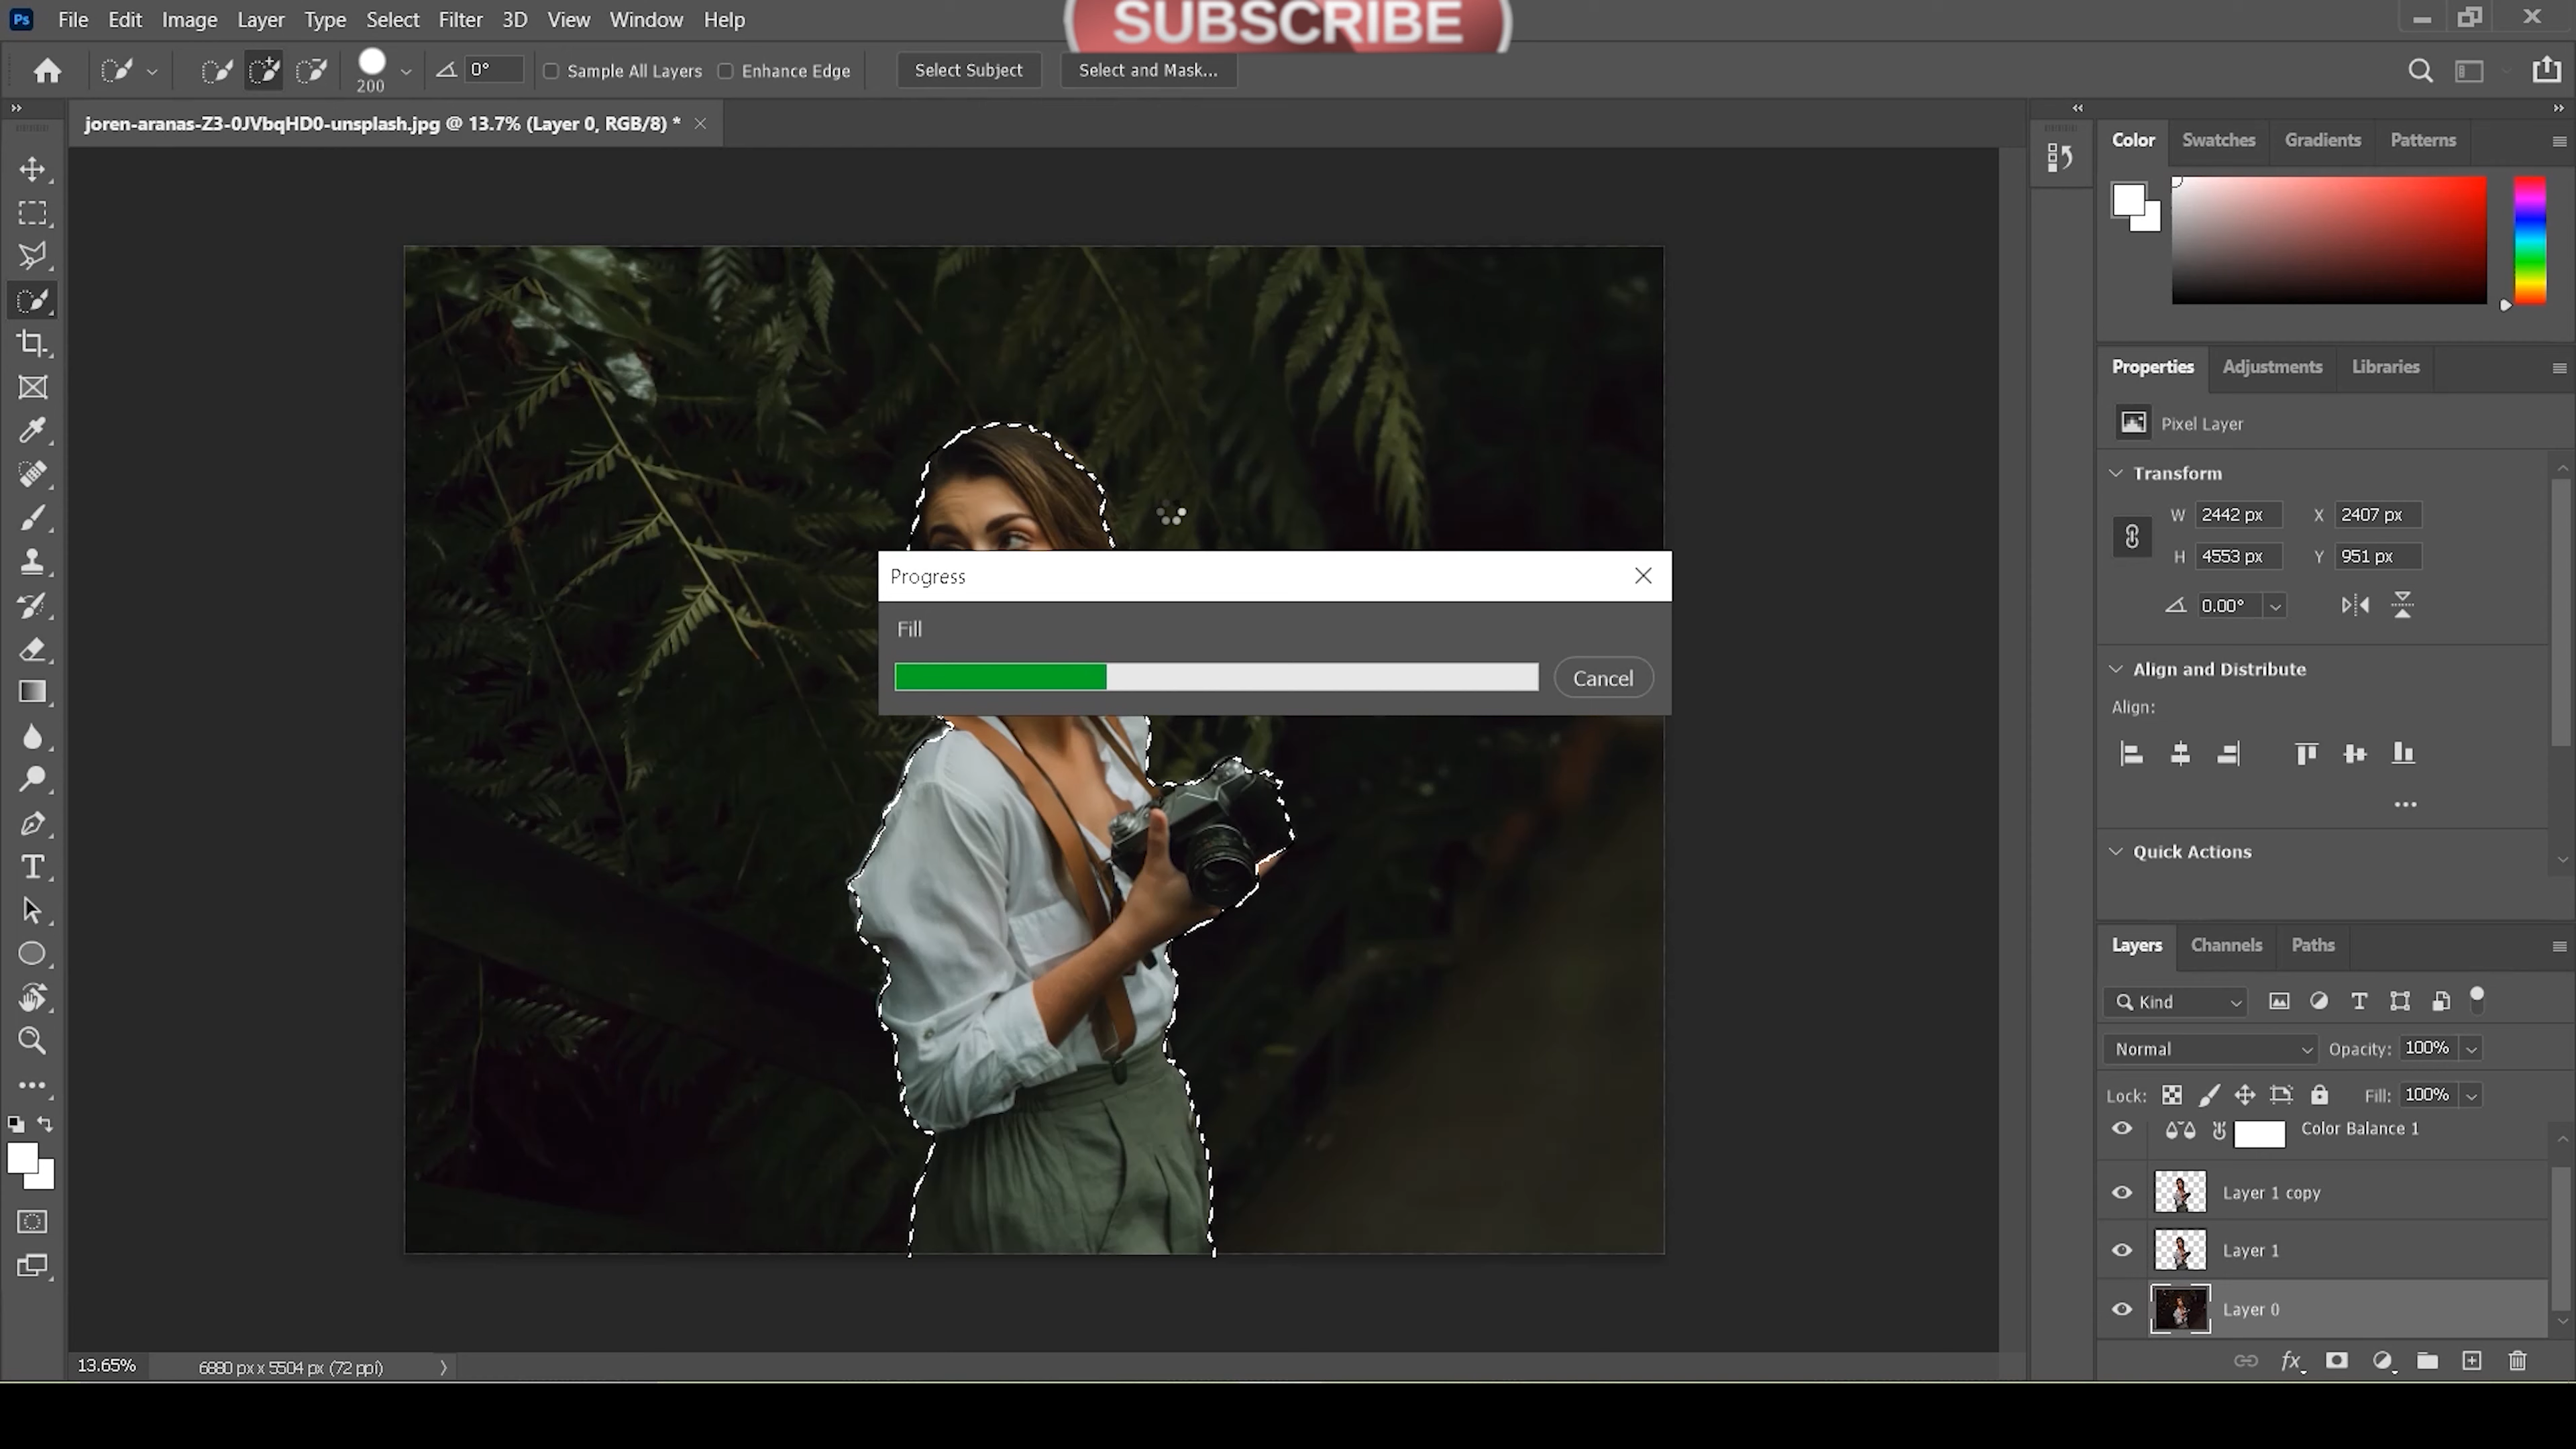 Ps File Edit Image Layer Type Select Filter 3D View Window Help
SUBSCRIBE
200
0°
Sample All Layers
Enhance Edge
Select Subject
Select and Mask...
joren-aranas-Z3-0JVbqHD0-unsplash.jpg @ 13.7% (Layer 0, RGB/8) *
Color Swatches Gradients Patterns
Properties Adjustments Libraries
Pixel Layer
Transform
W 2442 px X 2407 px
H 4553 px Y 951 px
0.00°
Progress
Fill
Cancel
Align and Distribute
Align:
Quick Actions
Layers Channels Paths
Kind
Normal Opacity: 100%
Lock: Fill: 100%
Color Balance 1
Layer 1 copy
Layer 1
Layer 0
fx
13.65% 6880 px x 5504 px (72 ppi)